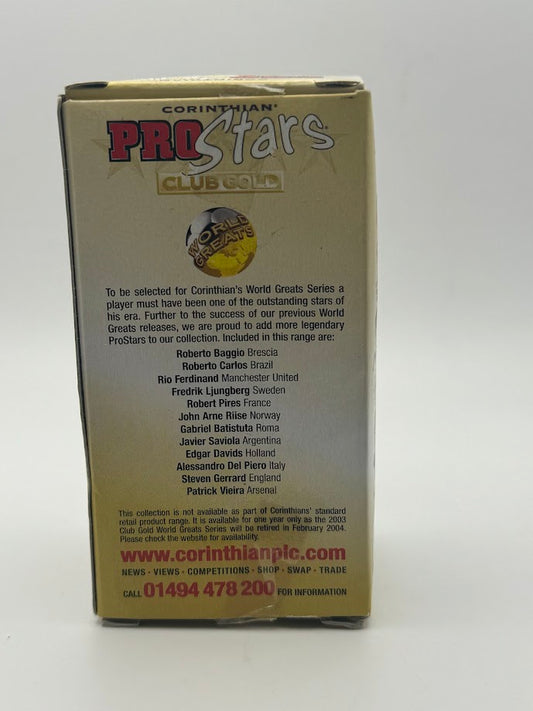 CORINTHIAN®
PRO Stars®
CLUB GOLD
WORLD
GREATS
To be selected for Corinthian's World Greats Series a
player must have been one of the outstanding stars of
his era. Further to the success of our previous World
Greats releases, we are proud to add more legendary
ProStars to our collection. Included in this range are:
Roberto Baggio Brescia
Roberto Carlos Brazil
Rio Ferdinand Manchester United
Fredrik Ljungberg Sweden
Robert Pires France
John Arne Riise Norway
Gabriel Batistuta Roma
Javier Saviola Argentina
Edgar Davids Holland
Alessandro Del Piero Italy
Steven Gerrard England
Patrick Vieira Arsenal
This collection is not available as part of Corinthians' standard
retail product range. It is available for one year only as the 2003
Club Gold World Greats Series will be retired in February 2004.
Please check the website for availability.
www.corinthianplc.com
NEWS · VIEWS · COMPETITIONS · SHOP · SWAP · TRADE
CALL 01494 478 200 FOR INFORMATION